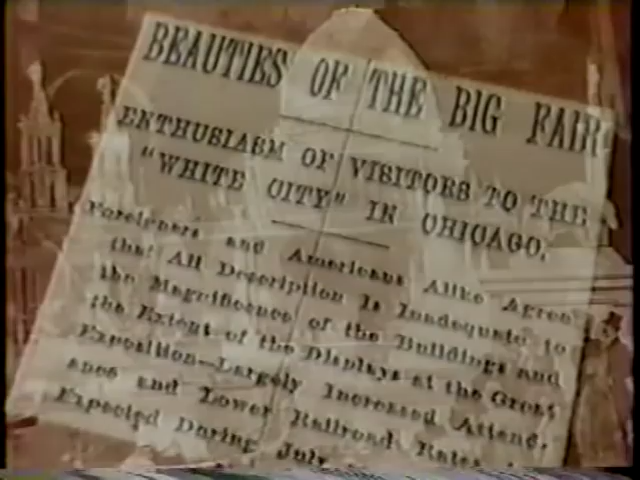 BEAUTIES OF THE BIG FAIR
ENTHUSIASM OF VISITORS TO THE
"WHITE CITY" IN CHICAGO.
Foreigners and Americans Alike Agree
that All Description Is Inadequate to
the Magnificence of the Buildings and
the Extent of the Displays at the Great
Exposition—Largely Increased Attend-
ance and Lower Railroad Rates
Expected During July